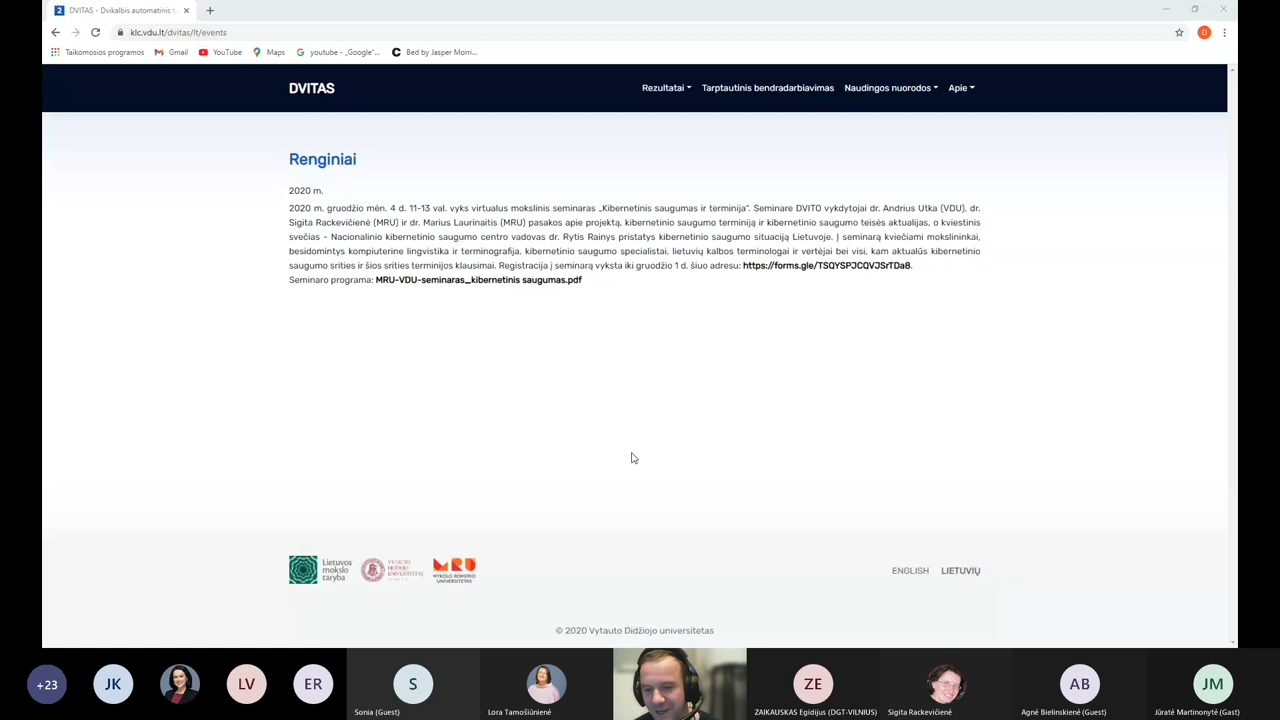 DVITAS - Dvikalbis automatinis t
klc.vdu.lt/dvitas/lt/events
Taikomosios programos
Gmail
YouTube
Maps
youtube - „Google“...
Bed by Jasper Morri...
DVITAS
Rezultatai
Tarptautinis bendradarbiavimas
Naudingos nuorodos
Apie
Renginiai
2020 m.
2020 m. gruodžio mėn. 4 d. 11-13 val. vyks virtualus mokslinis seminaras „Kibernetinis saugumas ir terminija“. Seminare DVITO vykdytojai dr. Andrius Utka (VDU), dr.
Sigita Rackevičienė (MRU) ir dr. Marius Laurinaitis (MRU) pasakos apie projektą, kibernetinio saugumo terminiją ir kibernetinio saugumo teisės aktualijas, o kviestinis
svečias - Nacionalinio kibernetinio saugumo centro vadovas dr. Rytis Rainys pristatys kibernetinio saugumo situaciją Lietuvoje. Į seminarą kviečiami mokslininkai,
besidomintys kompiuterine lingvistika ir terminografija, kibernetinio saugumo specialistai, lietuvių kalbos terminologai ir vertėjai bei visi, kam aktualūs kibernetinio
saugumo srities ir šios srities terminijos klausimai. Registracija į seminarą vyksta iki gruodžio 1 d. šiuo adresu: https://forms.gle/TSQYSPJCQVJSrTDa8.
Seminaro programa: MRU-VDU-seminaras_kibernetinis saugumas.pdf
Lietuvos
mokslo
taryba
VYTAUTO
DIDŽIOJO
UNIVERSITETAS
MRU
MYKOLO ROMERIO
UNIVERSITETAS
ENGLISH
LIETUVIŲ
© 2020 Vytauto Didžiojo universitetas
+23
JK
LV
ER
S
ZE
AB
JM
Sonia (Guest)
Lora Tamošiūnienė
ZAIKAUSKAS Egidijus (DGT-VILNIUS)
Sigita Rackevičienė
Agnė Bielinskienė (Guest)
Jūratė Martinonytė (Gast)